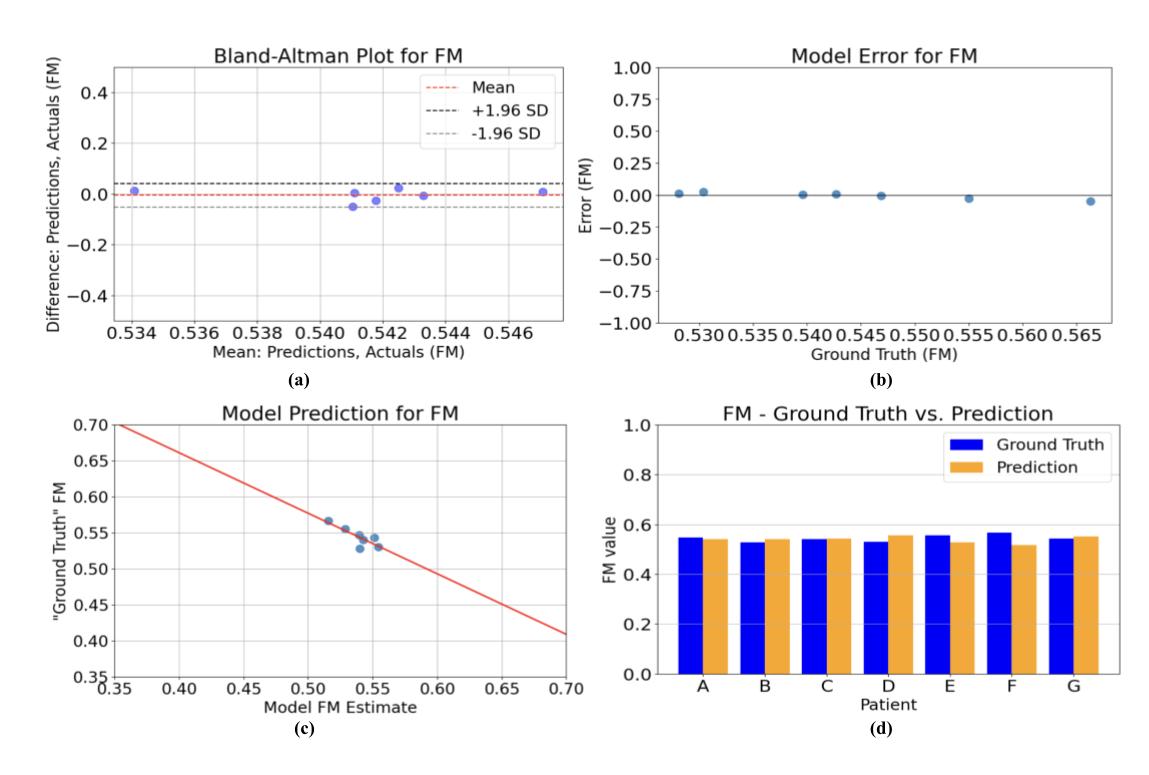 Bland-Altman Plot for FM
Difference: Predictions, Actuals (FM)
0.4
0.2
0.0
−0.2
−0.4
Mean
+1.96 SD
-1.96 SD
0.534 0.536 0.538 0.540 0.542 0.544 0.546
Mean: Predictions, Actuals (FM)
(a)
Model Error for FM
Error (FM)
1.00
0.75
0.50
0.25
0.00
−0.25
−0.50
−0.75
−1.00
0.530 0.535 0.540 0.545 0.550 0.555 0.560 0.565
Ground Truth (FM)
(b)
Model Prediction for FM
"Ground Truth" FM
0.70
0.65
0.60
0.55
0.50
0.45
0.40
0.35
0.35 0.40 0.45 0.50 0.55 0.60 0.65 0.70
Model FM Estimate
(c)
FM - Ground Truth vs. Prediction
FM value
1.0
0.8
0.6
0.4
0.2
0.0
Ground Truth
Prediction
A B C D E F G
Patient
(d)